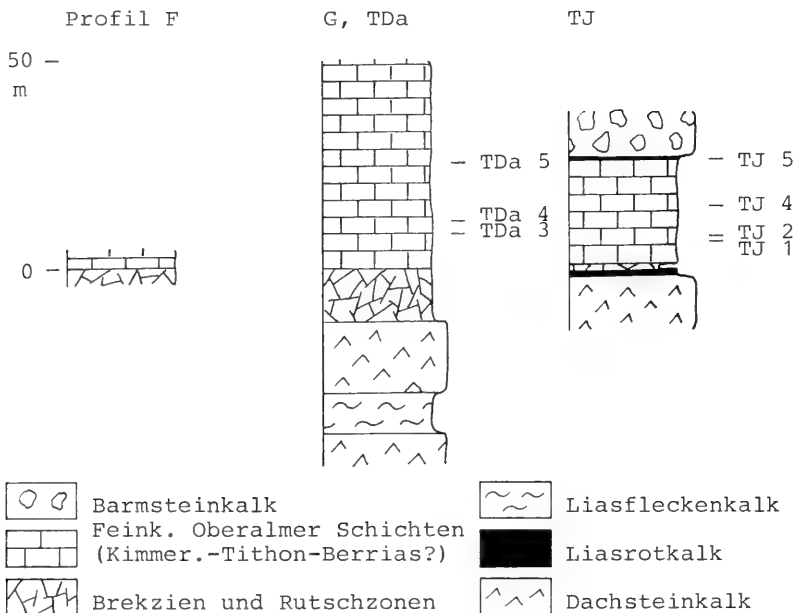 Profil F G, TDa TJ
50
m
TDa 5 TJ 5
TDa 4 TJ 4
TDa 3 TJ 2
TJ 1
0
Barmsteinkalk Liasfleckenkalk
Feink. Oberalmer Schichten
(Kimmer.-Tithon-Berrias?) Liasrotkalk
Brekzien und Rutschzonen Dachsteinkalk